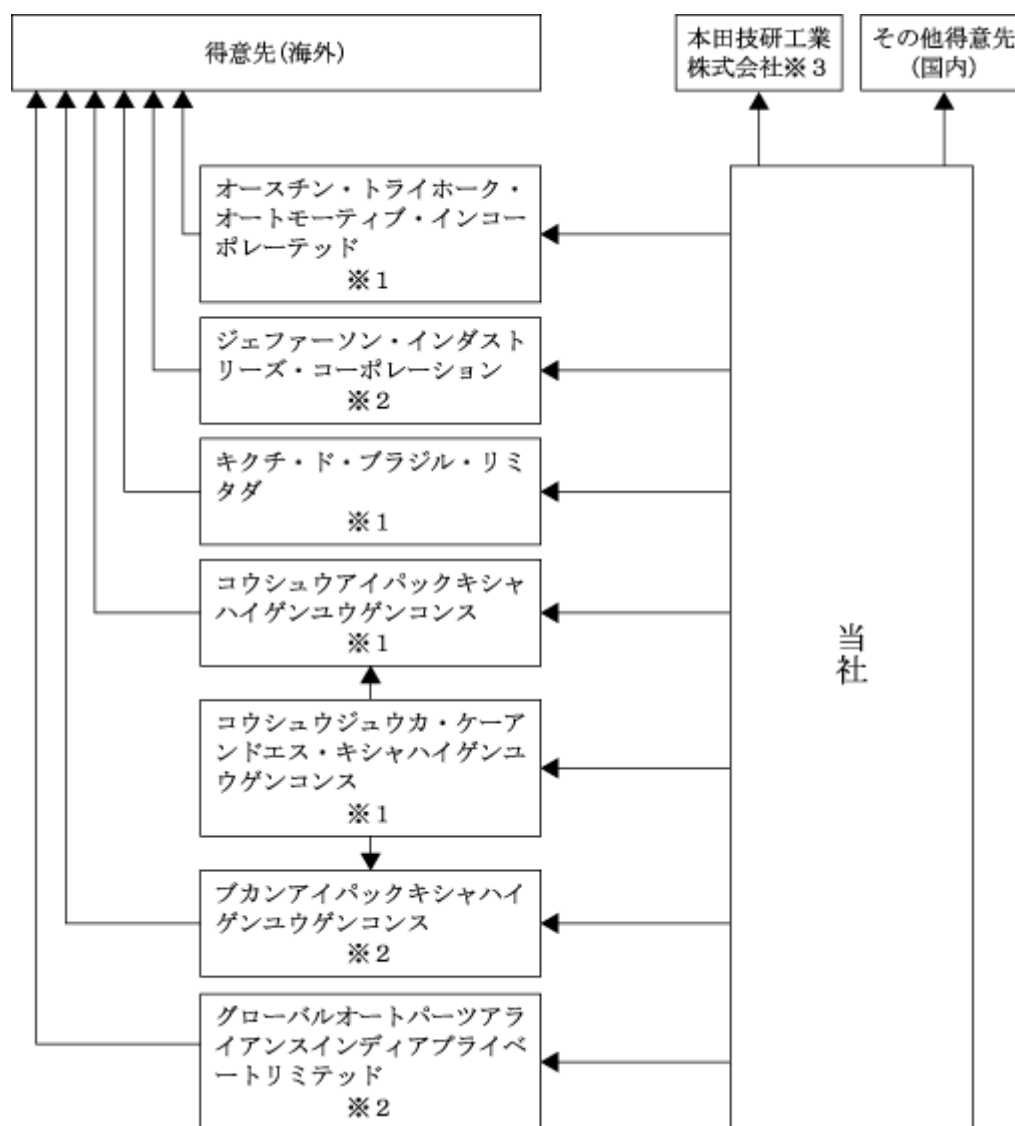 得意先(海外)
本田技研工業
株式会社※3
その他得意先
(国内)
オースチン・トライホーク・
オートモーティブ・インコー
ポレーテッド
※1
ジェファーソン・インダスト
リーズ・コーポレーション
※2
キクチ・ド・ブラジル・リミ
タダ
※1
コウシュウアイパックキシャ
ハイゲンユウゲンコンス
※1
コウシュウジュウカ・ケーア
ンドエス・キシャハイゲンユ
ウゲンコンス
※1
ブカンアイパックキシャハイ
ゲンユウゲンコンス
※2
グローバルオートパーツアラ
イアンスインディアプライベ
ートリミテッド
※2
当
社